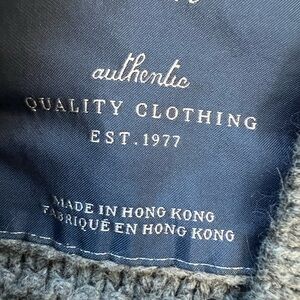 authentic
QUALITY CLOTHING
EST.1977
MADE IN HONG KONG
FABRIQUÉ EN HONG KONG